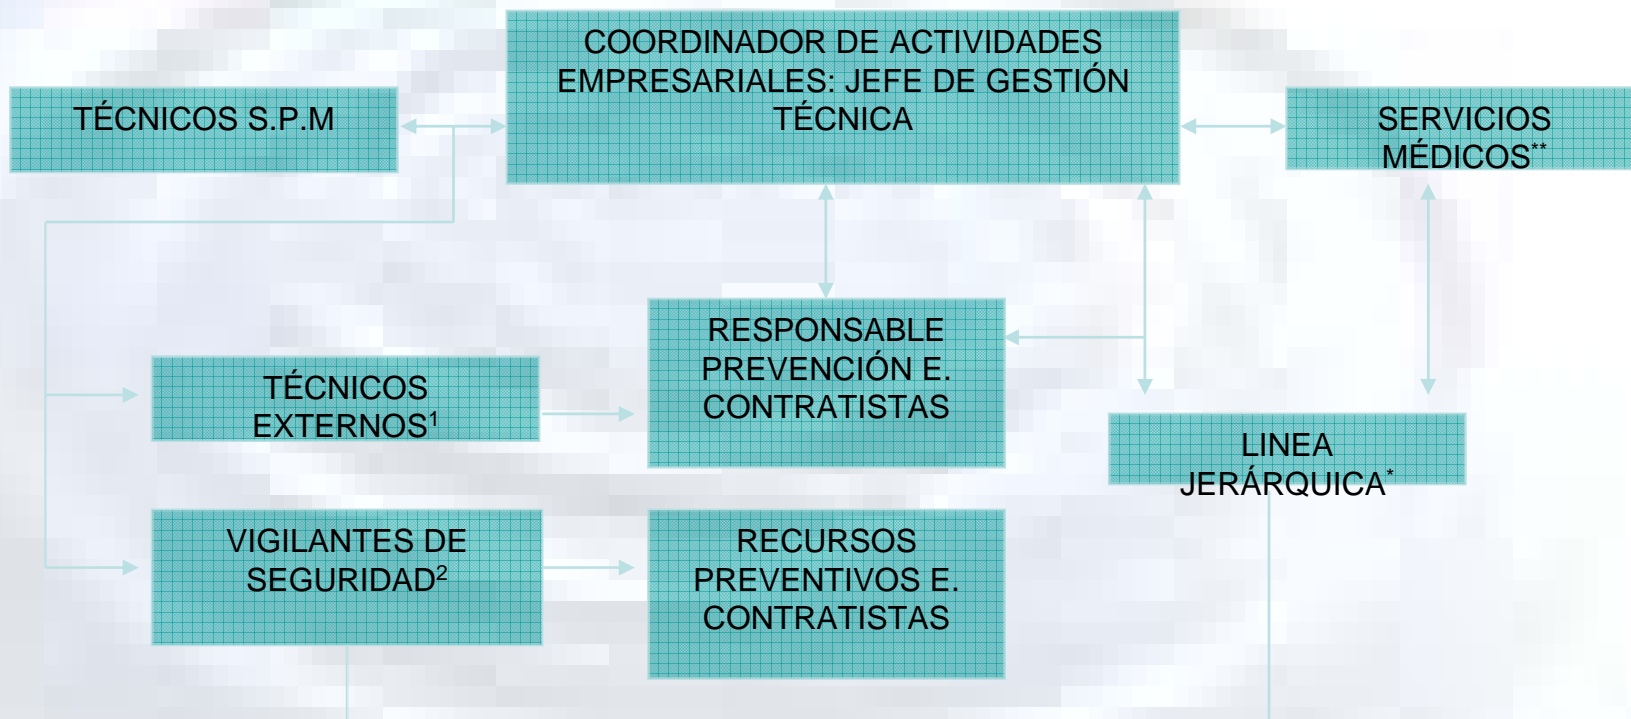 COORDINADOR DE ACTIVIDADES
EMPRESARIALES: JEFE DE GESTIÓN
TÉCNICA
TÉCNICOS S.P.M
SERVICIOS
MÉDICOS**
RESPONSABLE
PREVENCIÓN E.
CONTRATISTAS
TÉCNICOS
EXTERNOS1
LINEA
JERÁRQUICA*
VIGILANTES DE
SEGURIDAD2
RECURSOS
PREVENTIVOS E.
CONTRATISTAS